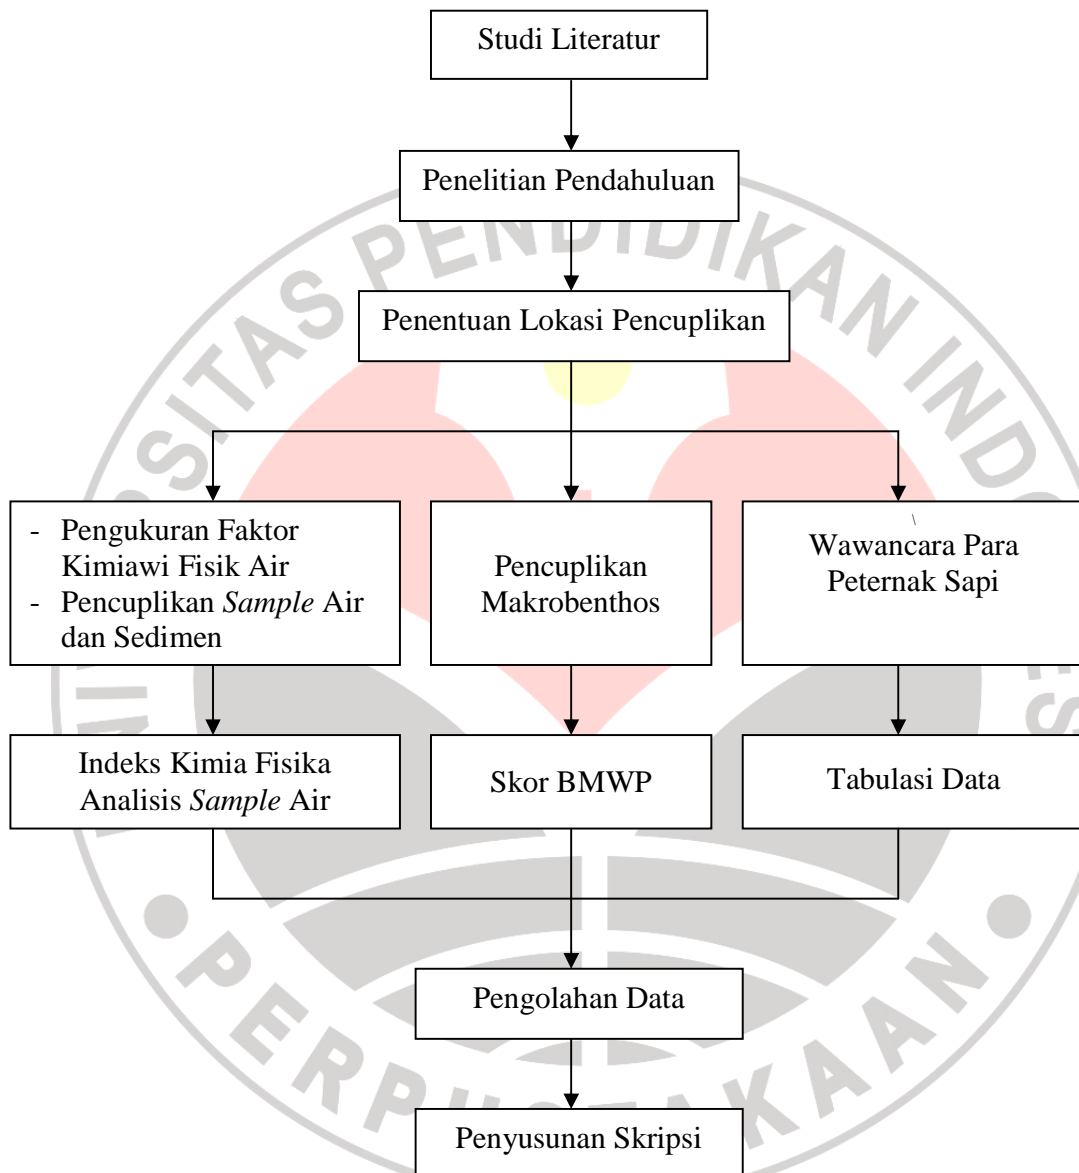 Studi Literatur
Penelitian Pendahuluan
Penentuan Lokasi Pencuplikan
- Pengukuran Faktor
Kimiawi Fisik Air
- Pencuplikan Sample Air
dan Sedimen
Pencuplikan
Makrobenthos
\
Wawancara Para
Peternak Sapi
Indeks Kimia Fisika
Analisis Sample Air
Skor BMWP
Tabulasi Data
Pengolahan Data
Penyusunan Skripsi
PENDIDIKAN